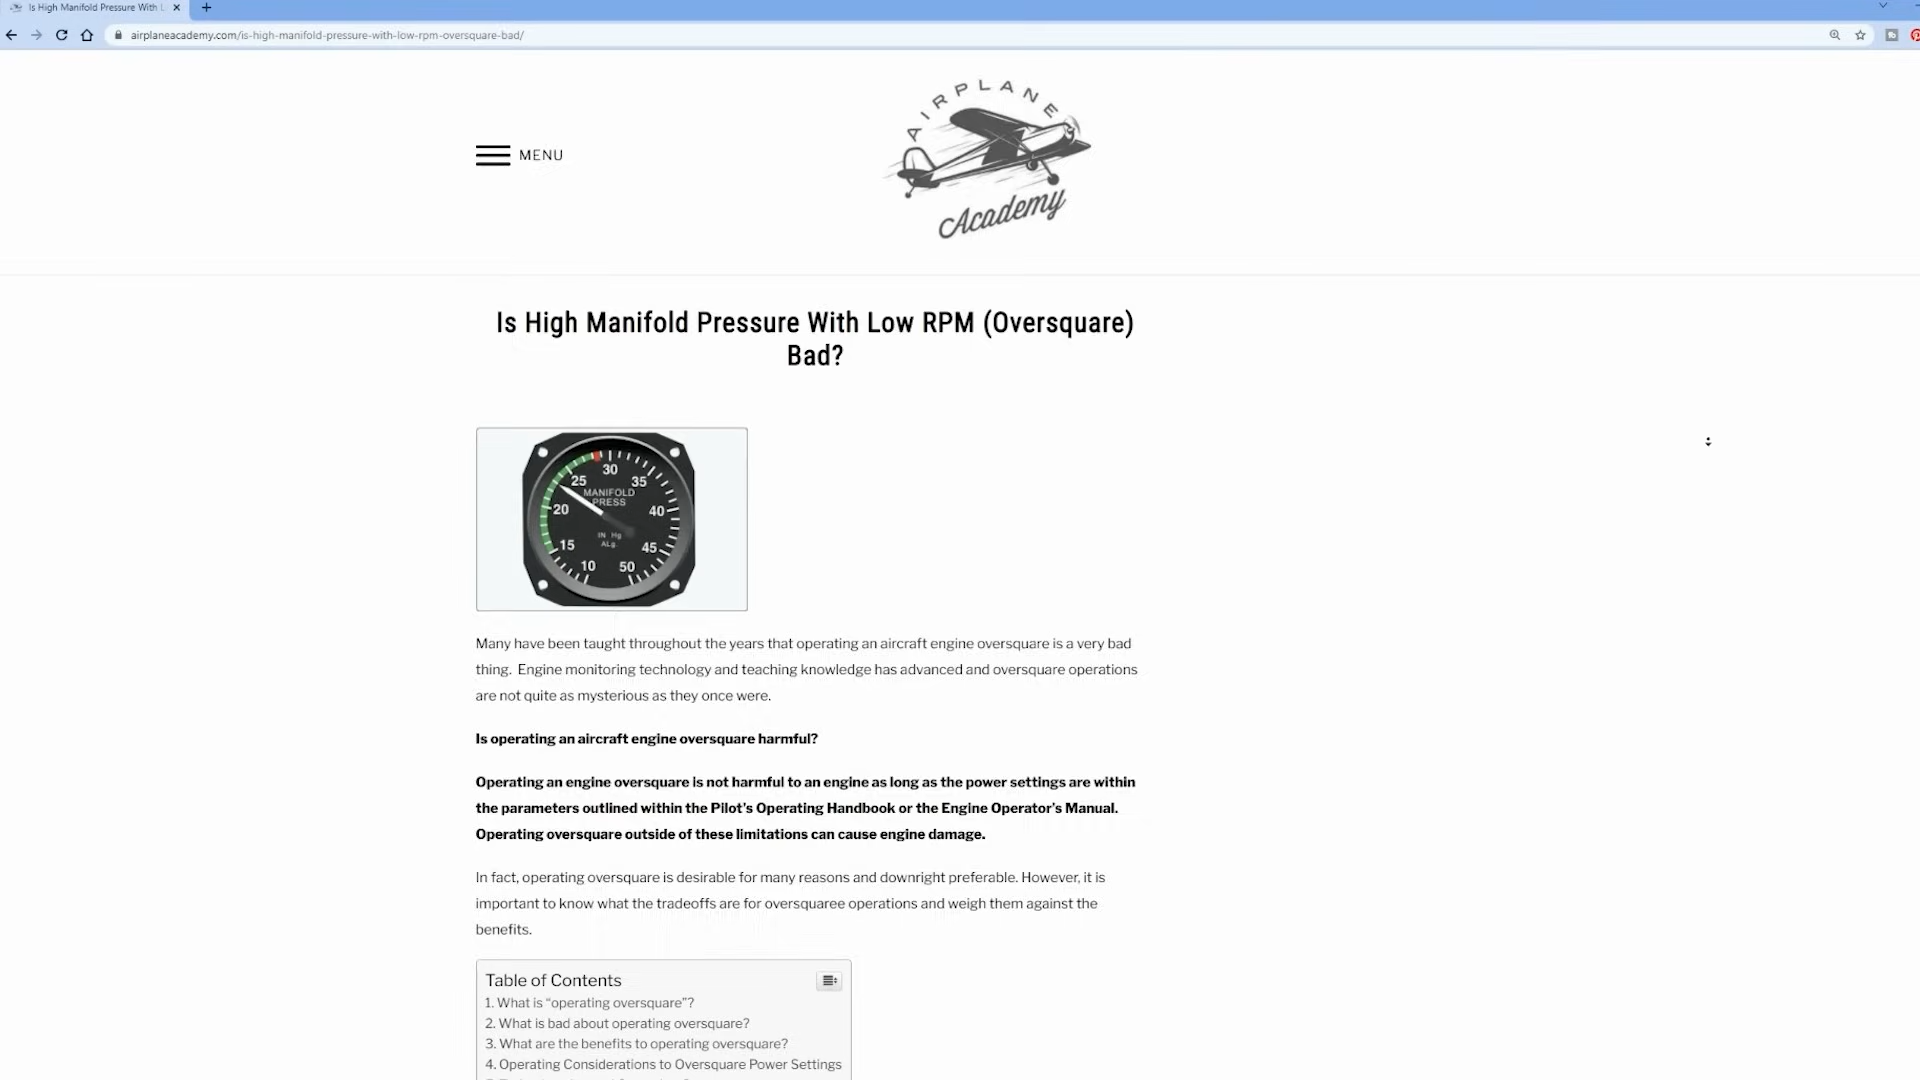 Is High Manifold Pressure With L
airplaneacademy.com/is-high-manifold-pressure-with-low-rpm-oversquare-bad/
MENU
AIRPLANE
Academy
Is High Manifold Pressure With Low RPM (Oversquare)
Bad?
30
25
35
MANIFOLD
PRESS
20
40
IN Hg
ALg.
15
45
10
50
Many have been taught throughout the years that operating an aircraft engine oversquare is a very bad
thing. Engine monitoring technology and teaching knowledge has advanced and oversquare operations
are not quite as mysterious as they once were.
Is operating an aircraft engine oversquare harmful?
Operating an engine oversquare is not harmful to an engine as long as the power settings are within
the parameters outlined within the Pilot's Operating Handbook or the Engine Operator's Manual.
Operating oversquare outside of these limitations can cause engine damage.
In fact, operating oversquare is desirable for many reasons and downright preferable. However, it is
important to know what the tradeoffs are for oversquaree operations and weigh them against the
benefits.
Table of Contents
1. What is “operating oversquare”?
2. What is bad about operating oversquare?
3. What are the benefits to operating oversquare?
4. Operating Considerations to Oversquare Power Settings